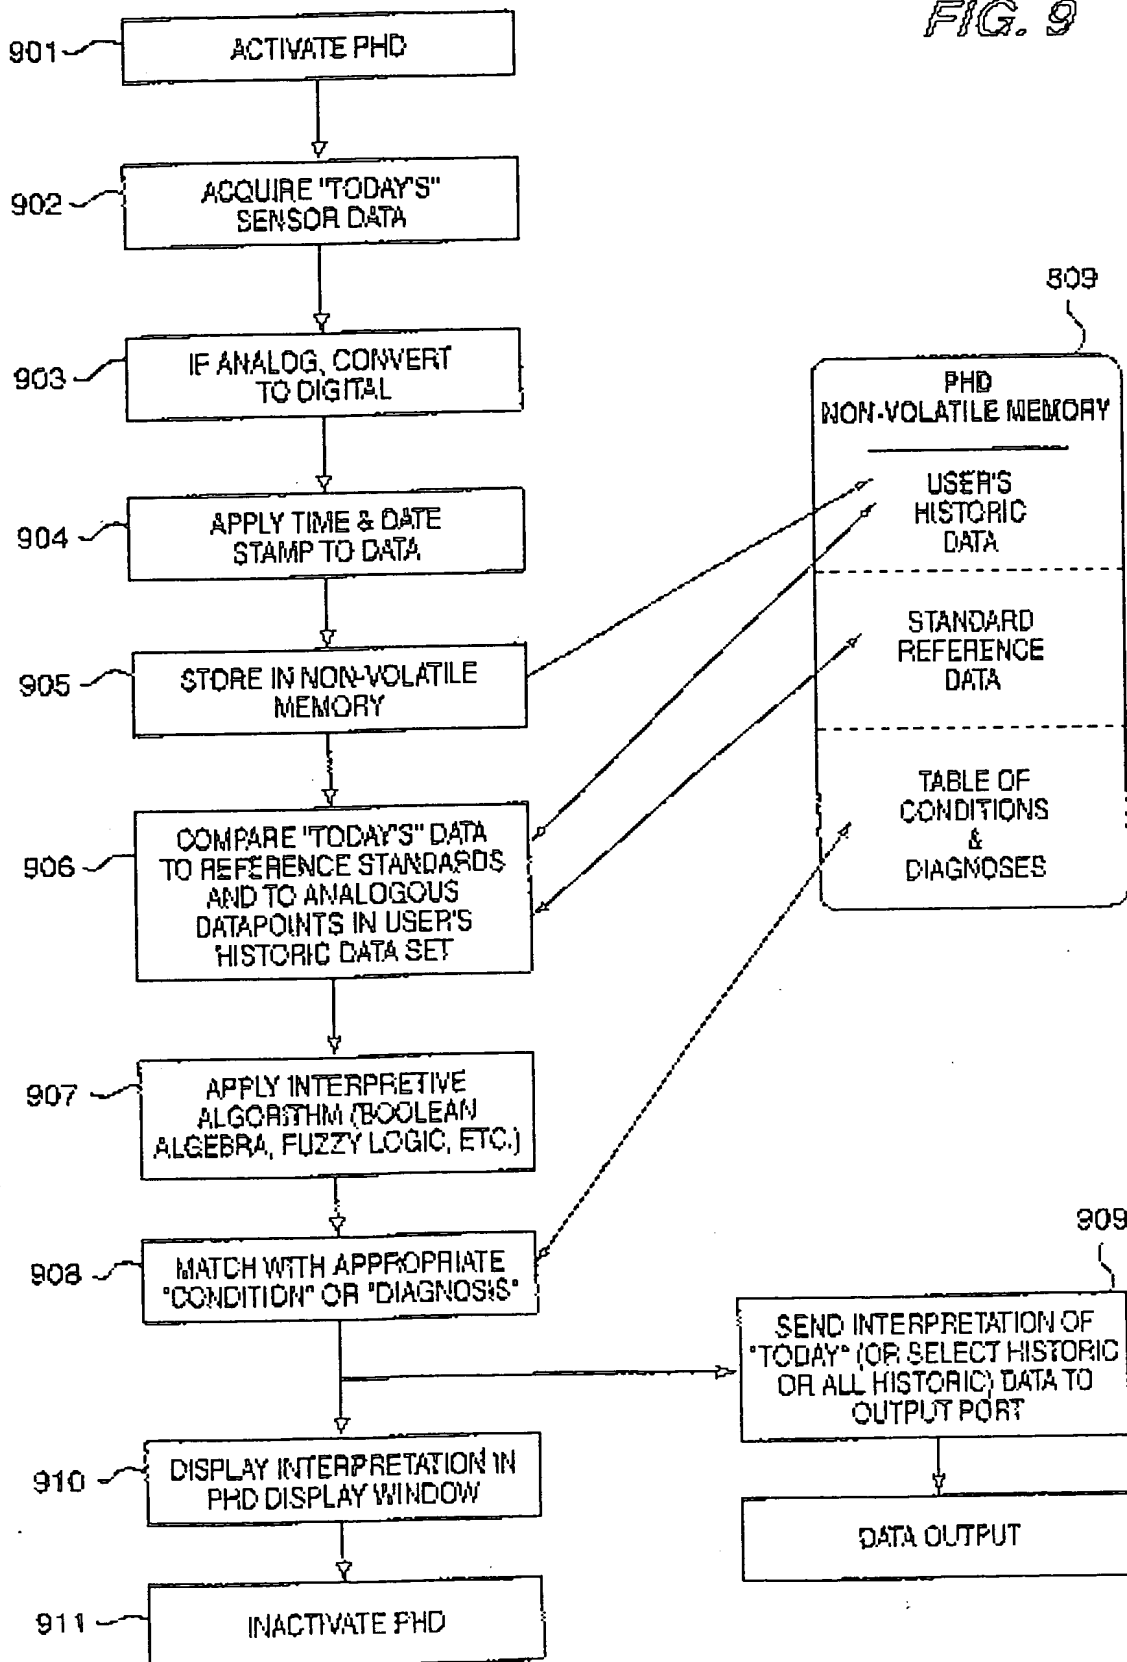 FIG. 9
901
ACTIVATE PHD
902
ACQUIRE "TODAY'S"
SENSOR DATA
903
IF ANALOG, CONVERT
TO DIGITAL
904
APPLY TIME & DATE
STAMP TO DATA
905
STORE IN NON-VOLATILE
MEMORY
906
COMPARE "TODAY'S" DATA
TO REFERENCE STANDARDS
AND TO ANALOGOUS
DATAPOINTS IN USER'S
HISTORIC DATA SET
907
APPLY INTERPRETIVE
ALGORITHM (BOOLEAN
ALGEBRA, FUZZY LOGIC, ETC.)
908
MATCH WITH APPROPRIATE
"CONDITION" OR "DIAGNOSIS"
910
DISPLAY INTERPRETATION IN
PHD DISPLAY WINDOW
911
INACTIVATE PHD
809
PHD
NON-VOLATILE MEMORY
USER'S
HISTORIC
DATA
STANDARD
REFERENCE
DATA
TABLE OF
CONDITIONS
&
DIAGNOSES
909
SEND INTERPRETATION OF
"TODAY" (OR SELECT HISTORIC
OR ALL HISTORIC) DATA TO
OUTPUT PORT
DATA OUTPUT